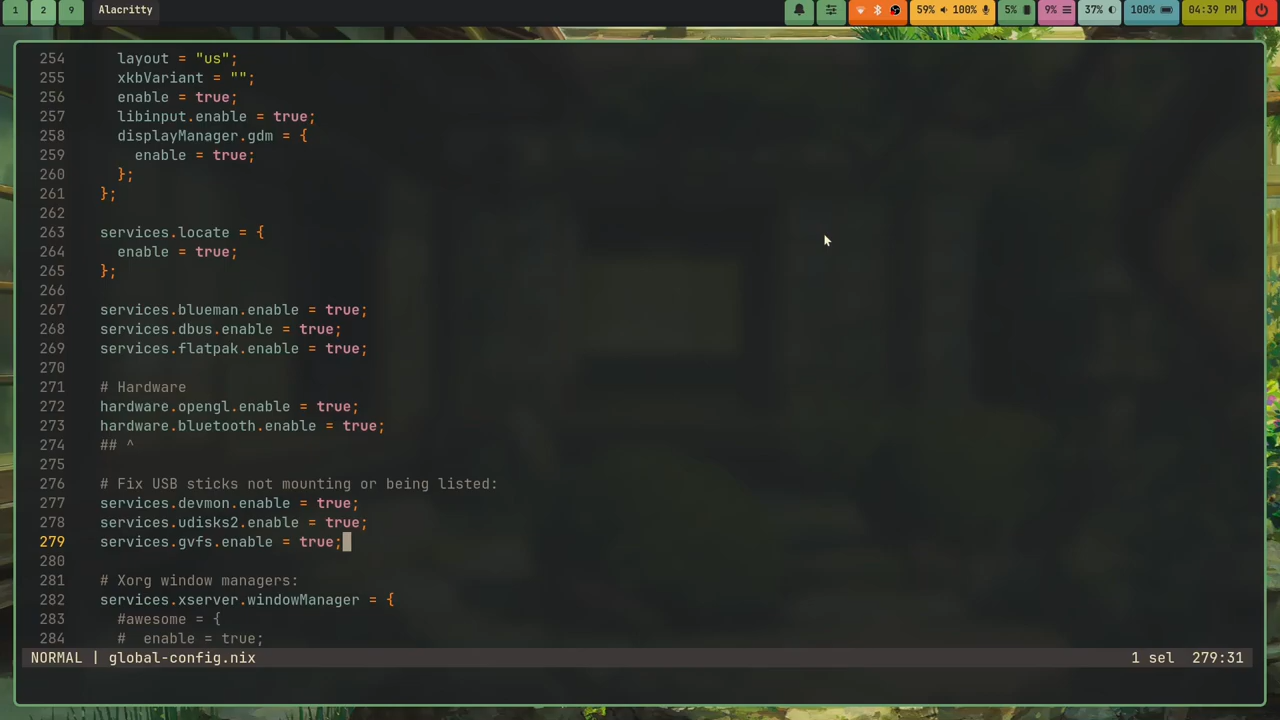 1 2 9 Alacritty 59% 100% 5% 9% 37% 100% 04:39 PM
254 layout = "us";
255 xkbVariant = "";
256 enable = true;
257 libinput.enable = true;
258 displayManager.gdm = {
259 enable = true;
260 };
261 };
262
263 services.locate = {
264 enable = true;
265 };
266
267 services.blueman.enable = true;
268 services.dbus.enable = true;
269 services.flatpak.enable = true;
270
271 # Hardware
272 hardware.opengl.enable = true;
273 hardware.bluetooth.enable = true;
274 ## ^
275
276 # Fix USB sticks not mounting or being listed:
277 services.devmon.enable = true;
278 services.udisks2.enable = true;
279 services.gvfs.enable = true;
280
281 # Xorg window managers:
282 services.xserver.windowManager = {
283 #awesome = {
284 # enable = true;
NORMAL | global-config.nix 1 sel 279:31